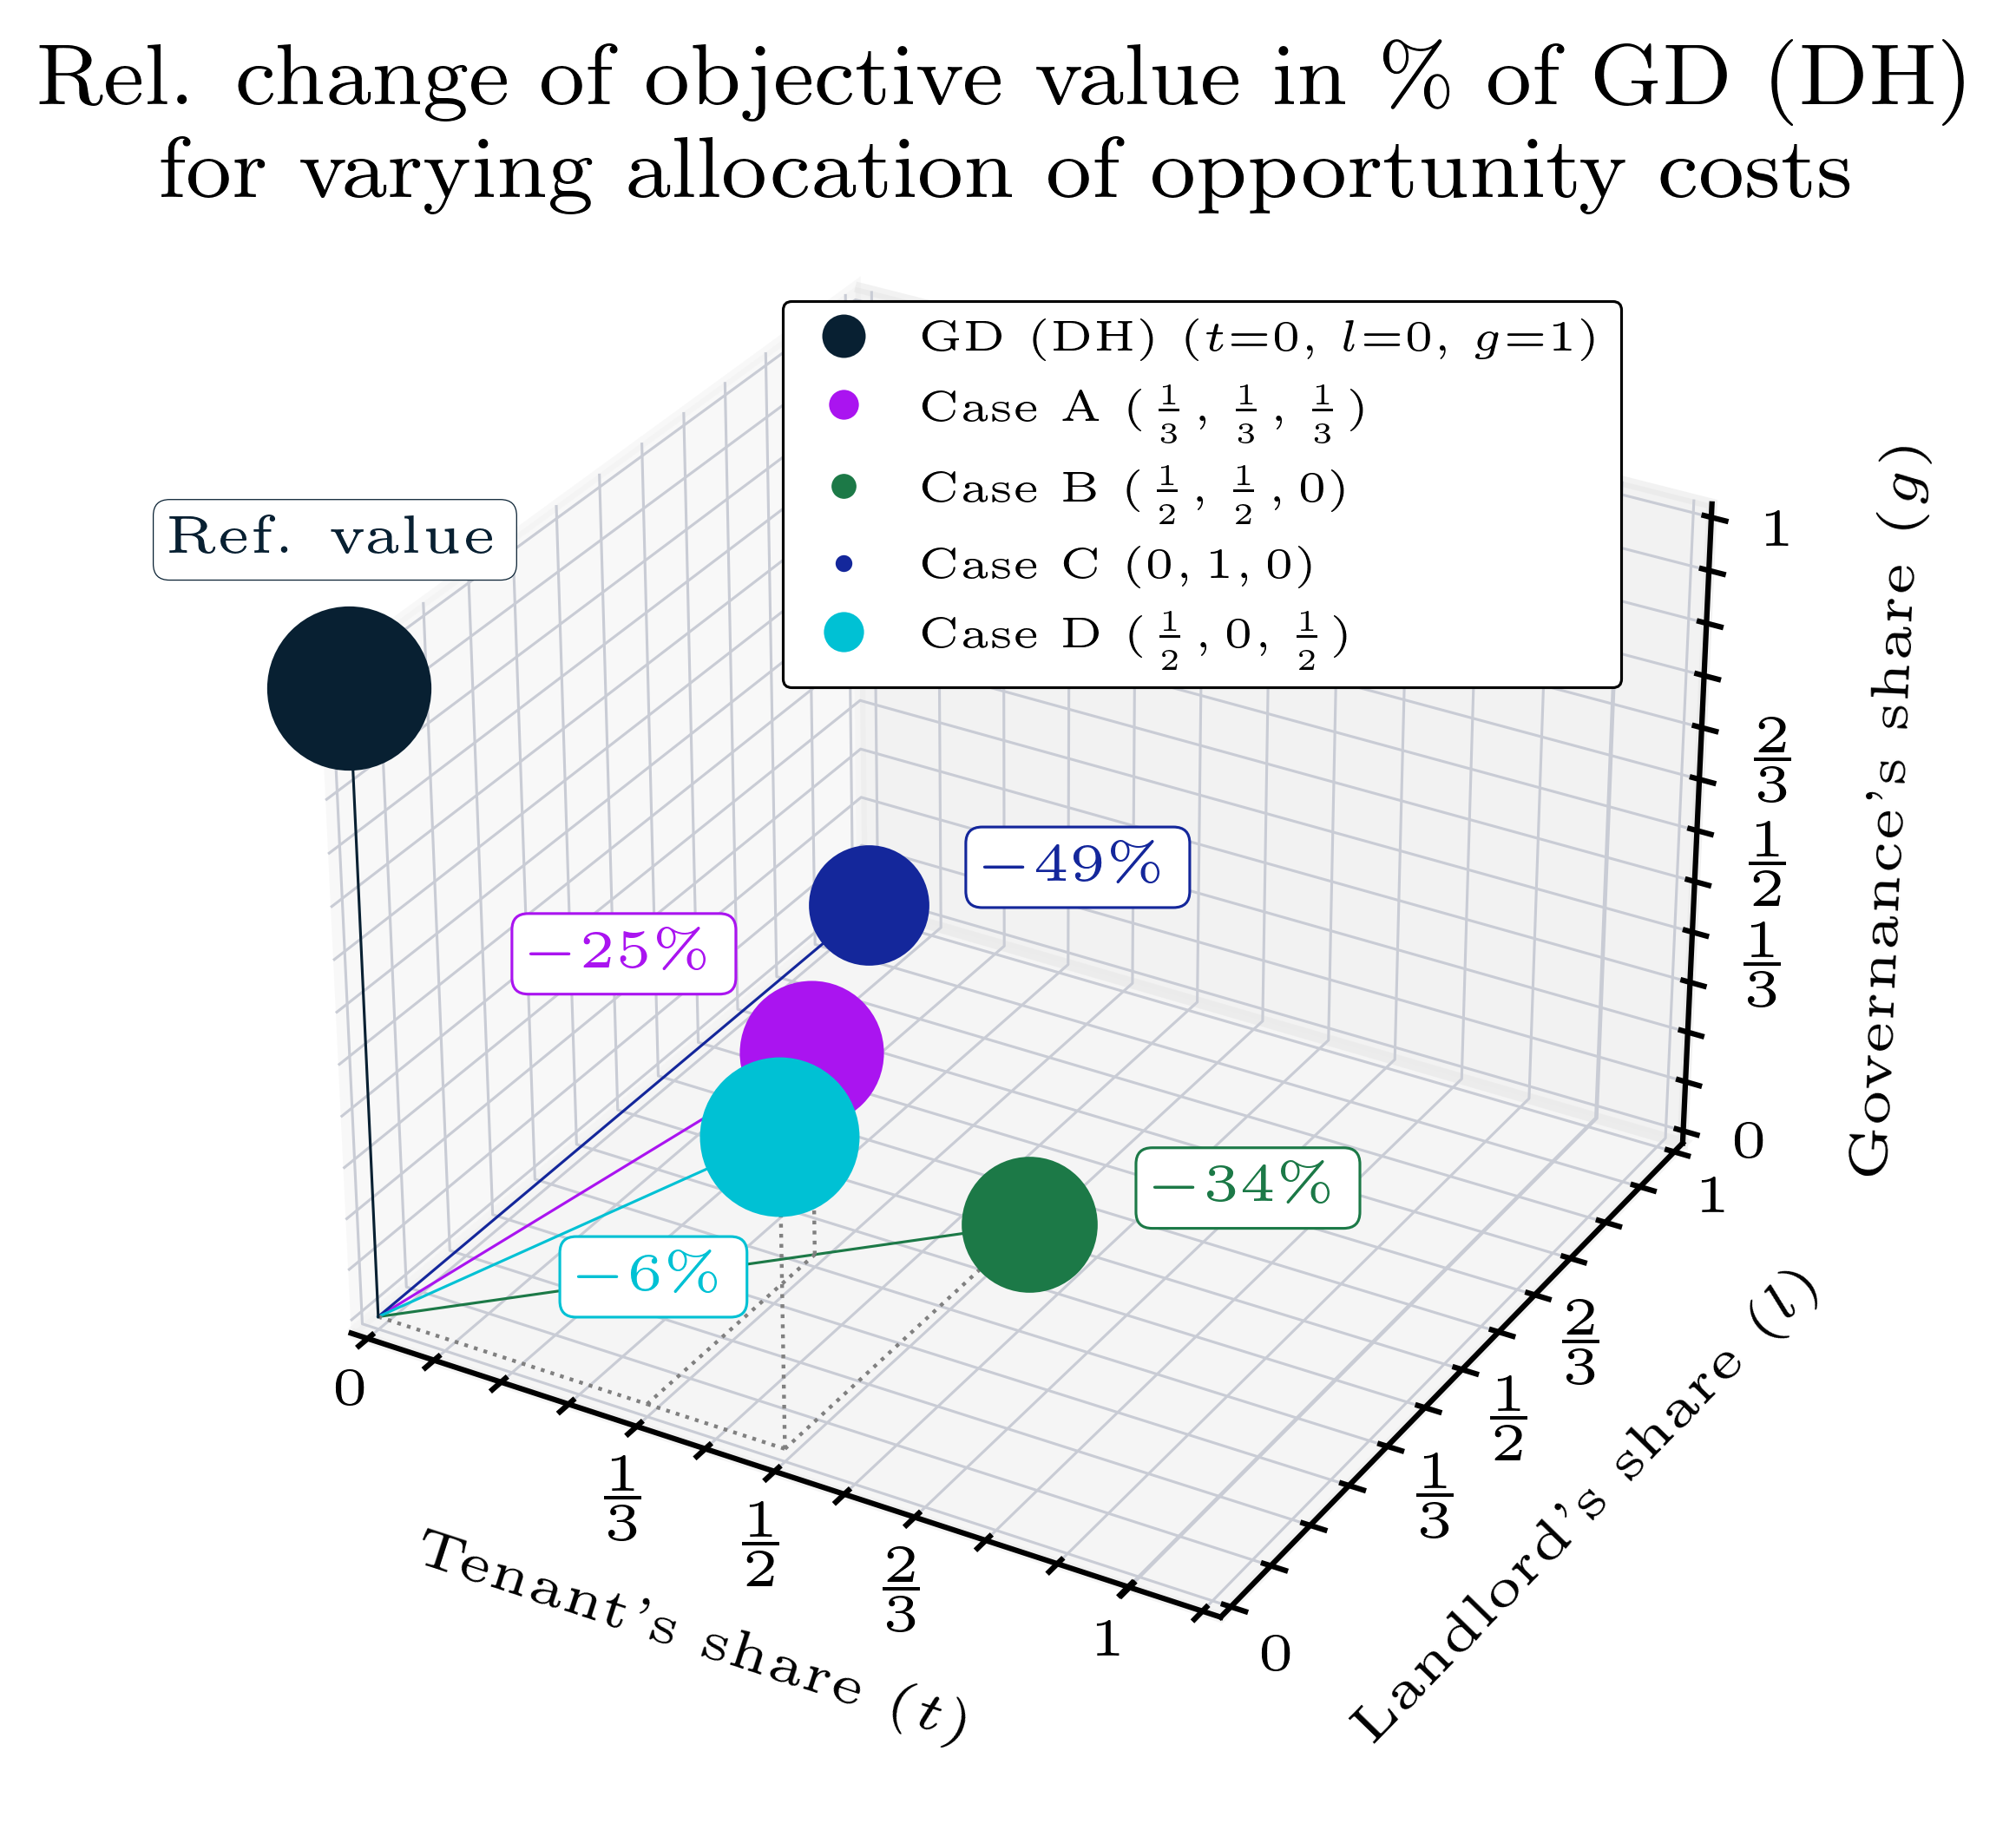 Rel. change of objective value in % of GD (DH)
for varying allocation of opportunity costs
GD (DH) (t=0, l=0, g=1)
Case A (1/3, 1/3, 1/3)
Case B (1/2, 1/2, 0)
Case C (0, 1, 0)
Case D (1/2, 0, 1/2)
Ref. value
−49%
−25%
−34%
−6%
0
1/3
1/2
2/3
1
Tenant's share (t)
0
1/3
1/2
2/3
1
Landlord's share (l)
0
1/3
1/2
2/3
1
Governance's share (g)